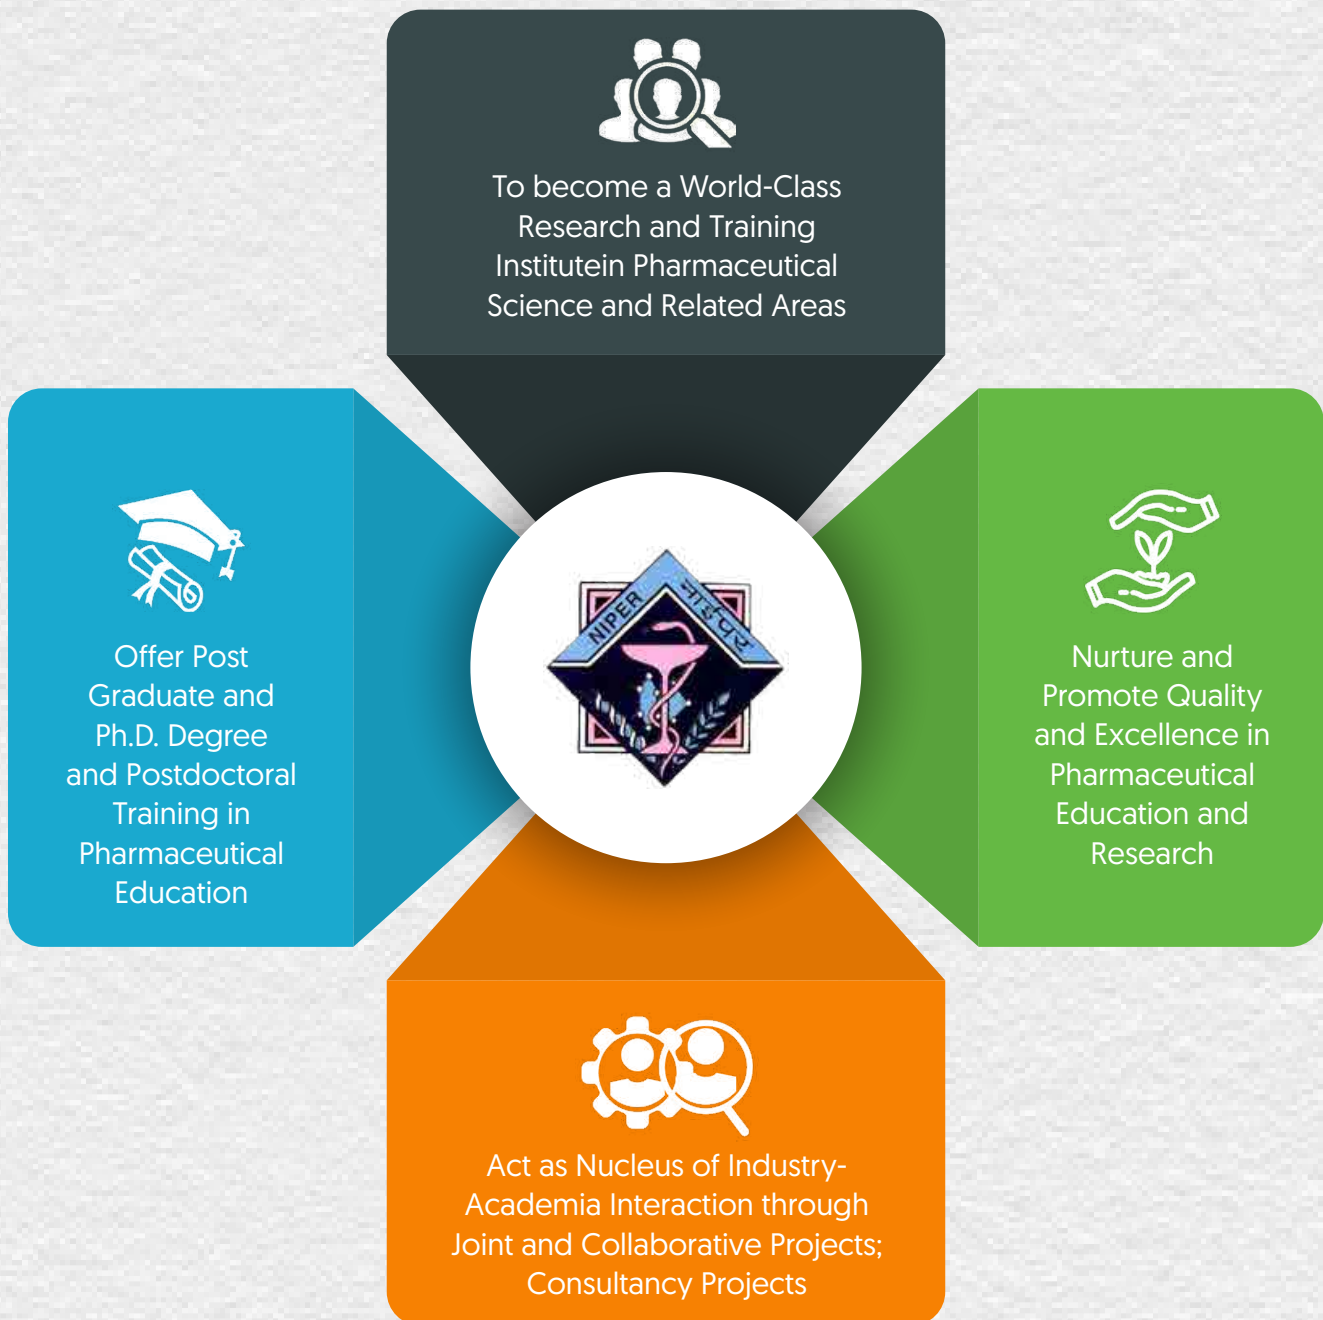 To become a World-Class
Research and Training
Institutein Pharmaceutical
Science and Related Areas
Offer Post
Graduate and
Ph.D. Degree
and Postdoctoral
Training in
Pharmaceutical
Education
NIPER
नाईपर
Nurture and
Promote Quality
and Excellence in
Pharmaceutical
Education and
Research
Act as Nucleus of Industry-
Academia Interaction through
Joint and Collaborative Projects;
Consultancy Projects